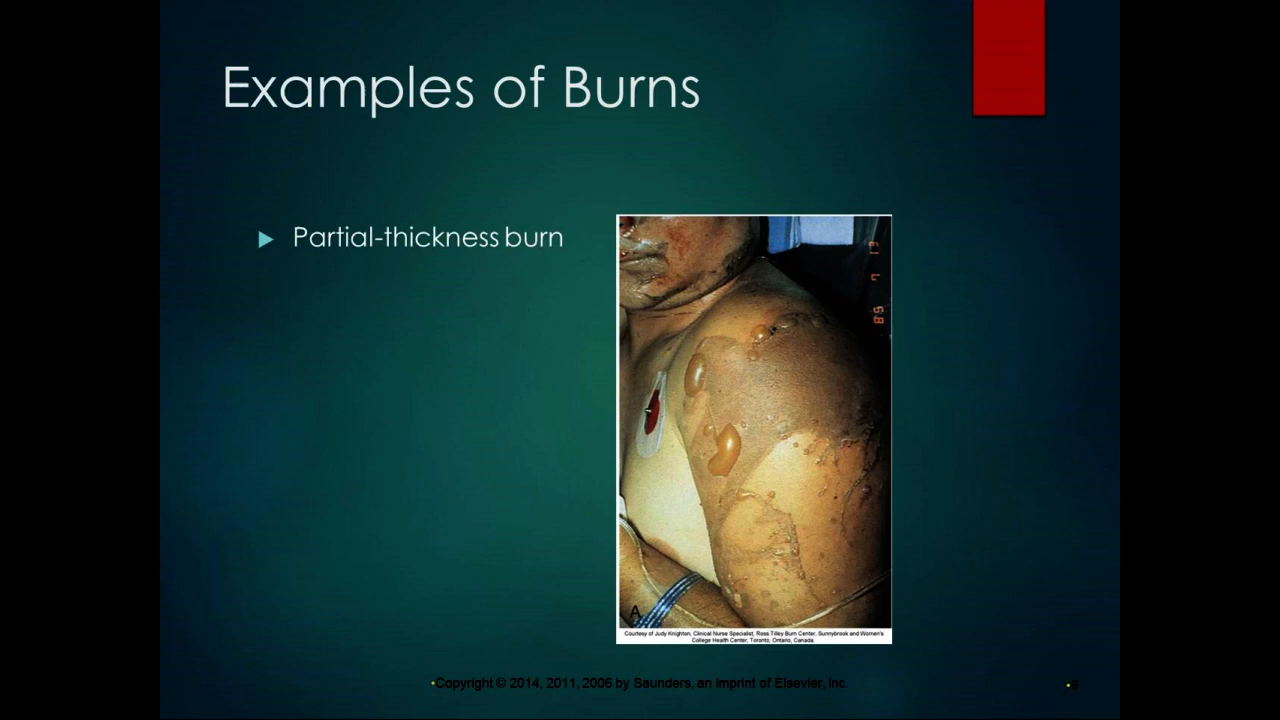 Examples of Burns
Partial-thickness burn
A
Courtesy of Judy Knighton, Clinical Nurse Specialist, Ross Tilley Burn Center, Sunnybrook and Women's
College Health Center, Toronto, Ontario, Canada.
•Copyright © 2014, 2011, 2006 by Saunders, an imprint of Elsevier, Inc.